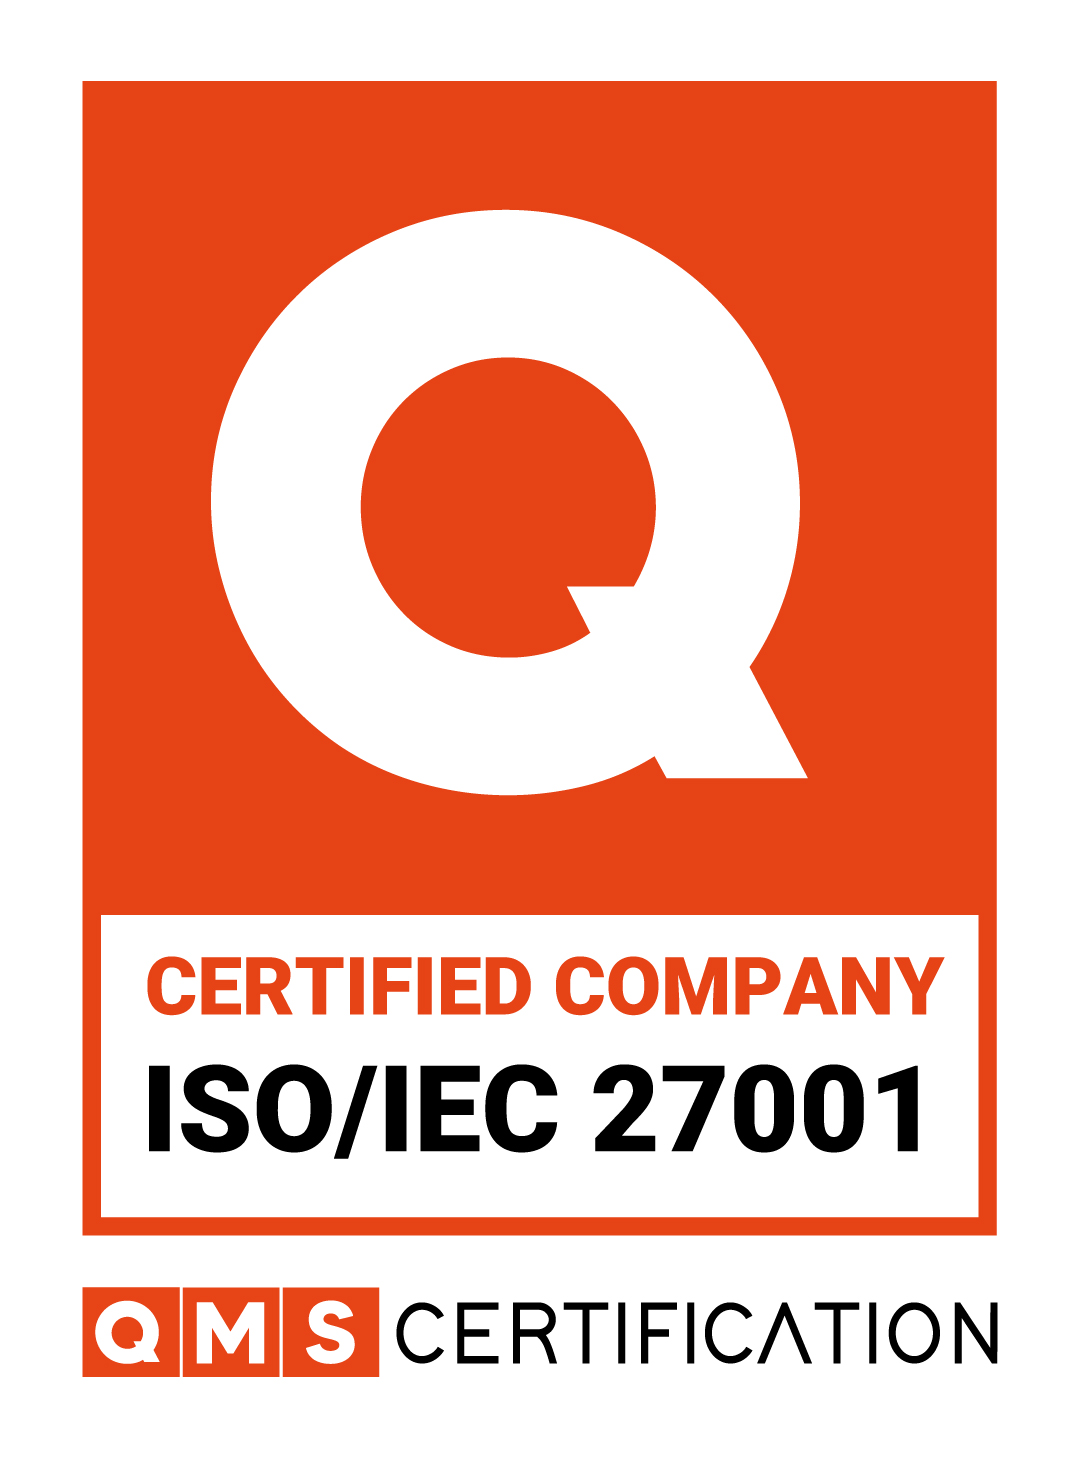 Q
CERTIFIED COMPANY
ISO/IEC 27001
QMS CERTIFICATION